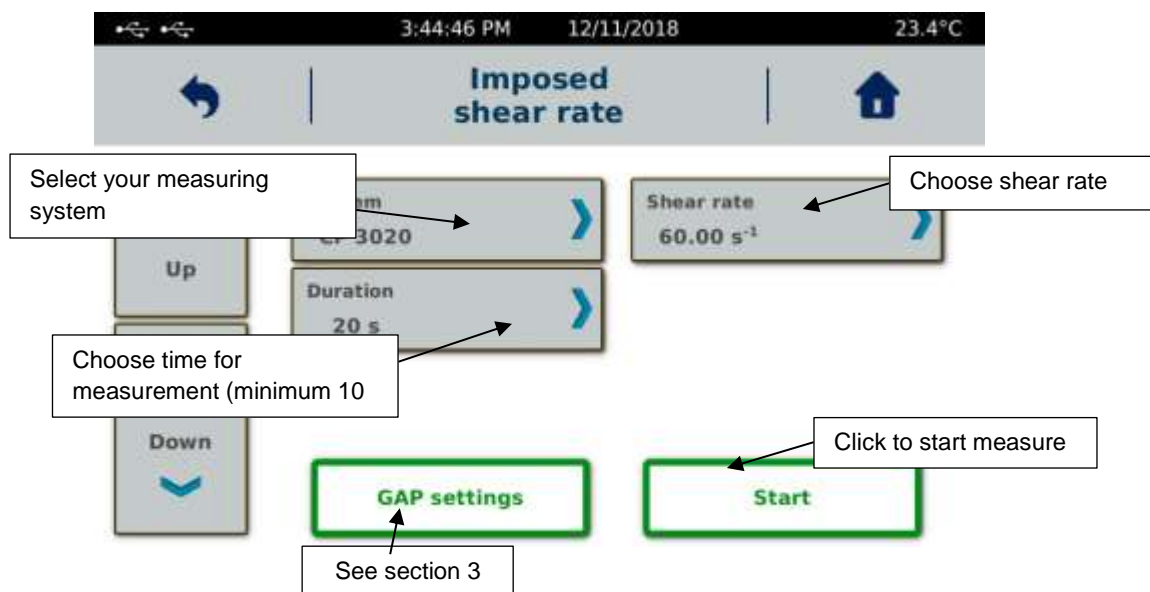 3:44:46 PM 12/11/2018 23.4°C
Imposed
shear rate
Select your measuring
system
Choose shear rate
Shear rate
CP 3020
60.00 s⁻¹
Up
Duration
20 s
Choose time for
measurement (minimum 10
Down
Click to start measure
GAP settings
Start
See section 3